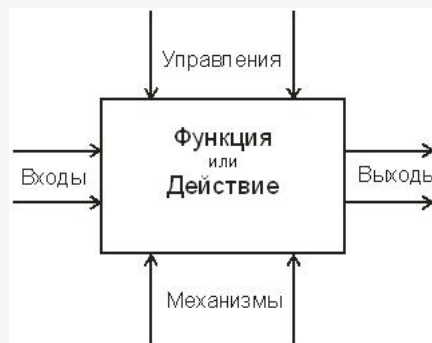 Управления
Функция
или
Действие
Входы
Выходы
Механизмы